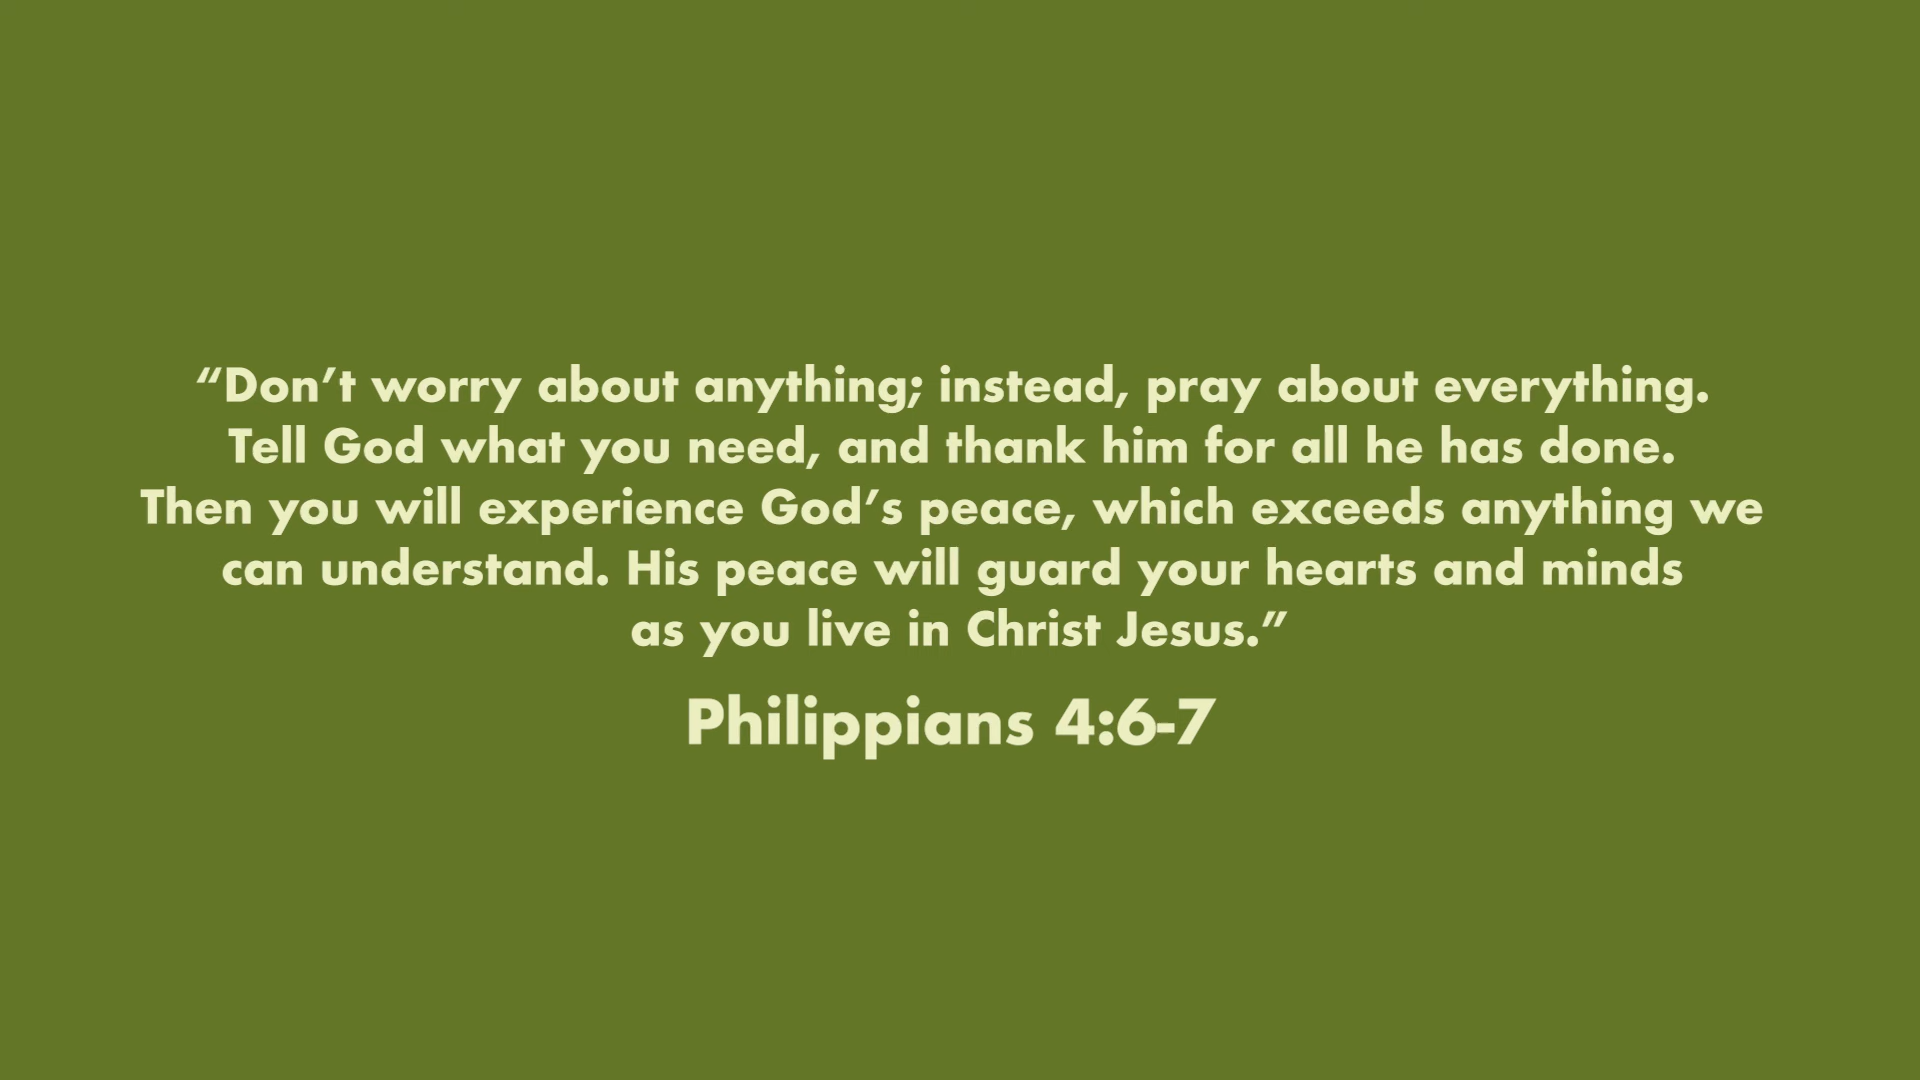 “Don’t worry about anything; instead, pray about everything.
Tell God what you need, and thank him for all he has done.
Then you will experience God’s peace, which exceeds anything we
can understand. His peace will guard your hearts and minds
as you live in Christ Jesus.”
Philippians 4:6-7